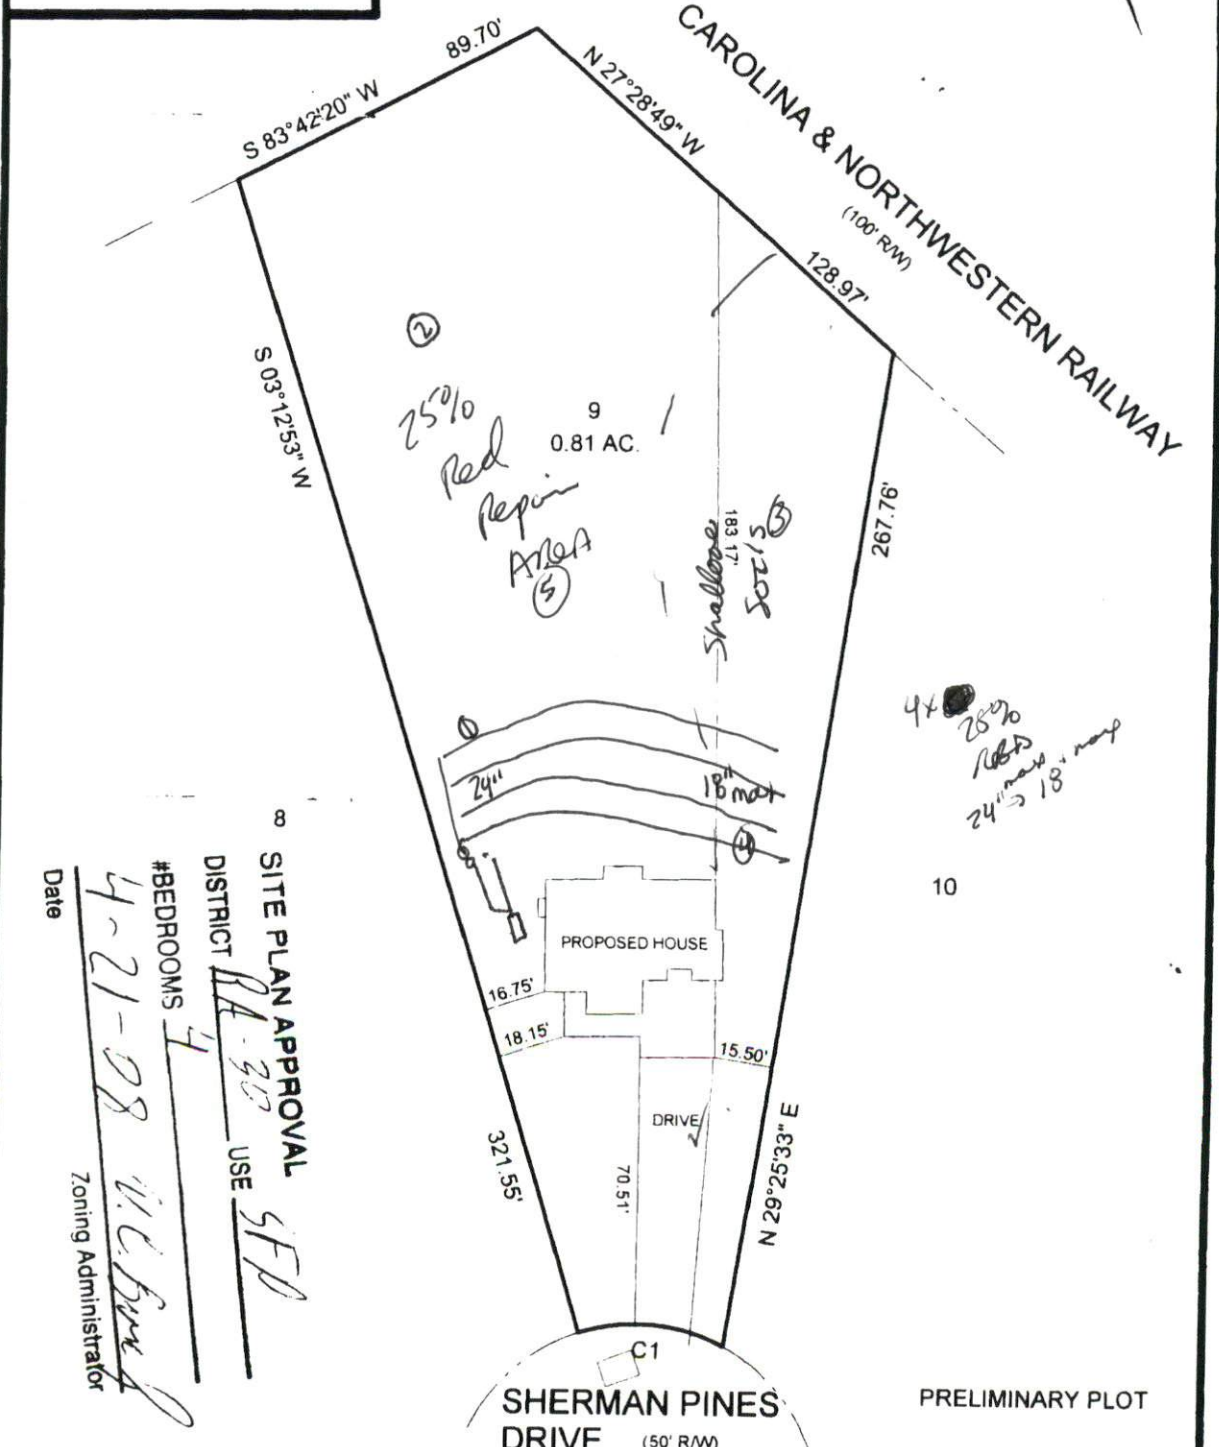 89.70'
S 83°42'20" W
N 27°28'49" W
CAROLINA & NORTHWESTERN RAILWAY
(100' R/W)
128.97'
S 03°12'53" W
2
25%
Red
Repair
AREA
5
9
0.81 AC.
183.17'
Shallow
Soils 3
267.76'
1
24"
18" max
4
4x
25%
Red
24" max → 18" max
10
8
PROPOSED HOUSE
16.75'
18.15'
15.50'
DRIVE
70.51'
321.55'
N 29°25'33" E
SITE PLAN APPROVAL
DISTRICT RA-30 USE SFD
#BEDROOMS 4
4-21-08
Date
Zoning Administrator
C1
SHERMAN PINES
DRIVE (50' R/W)
PRELIMINARY PLOT